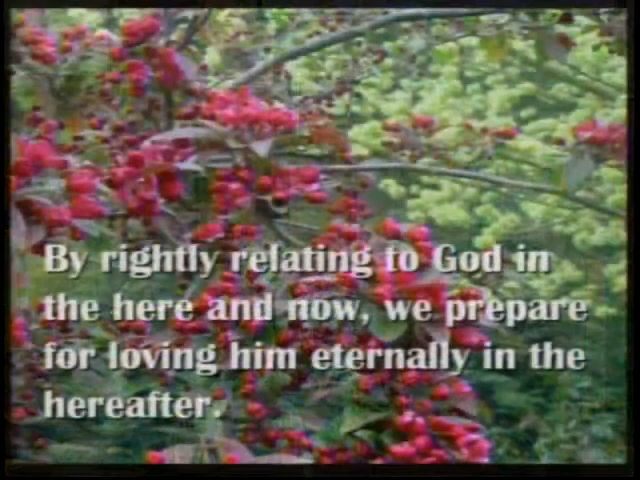 By rightly relating to God in
the here and now, we prepare
for loving him eternally in the
hereafter.